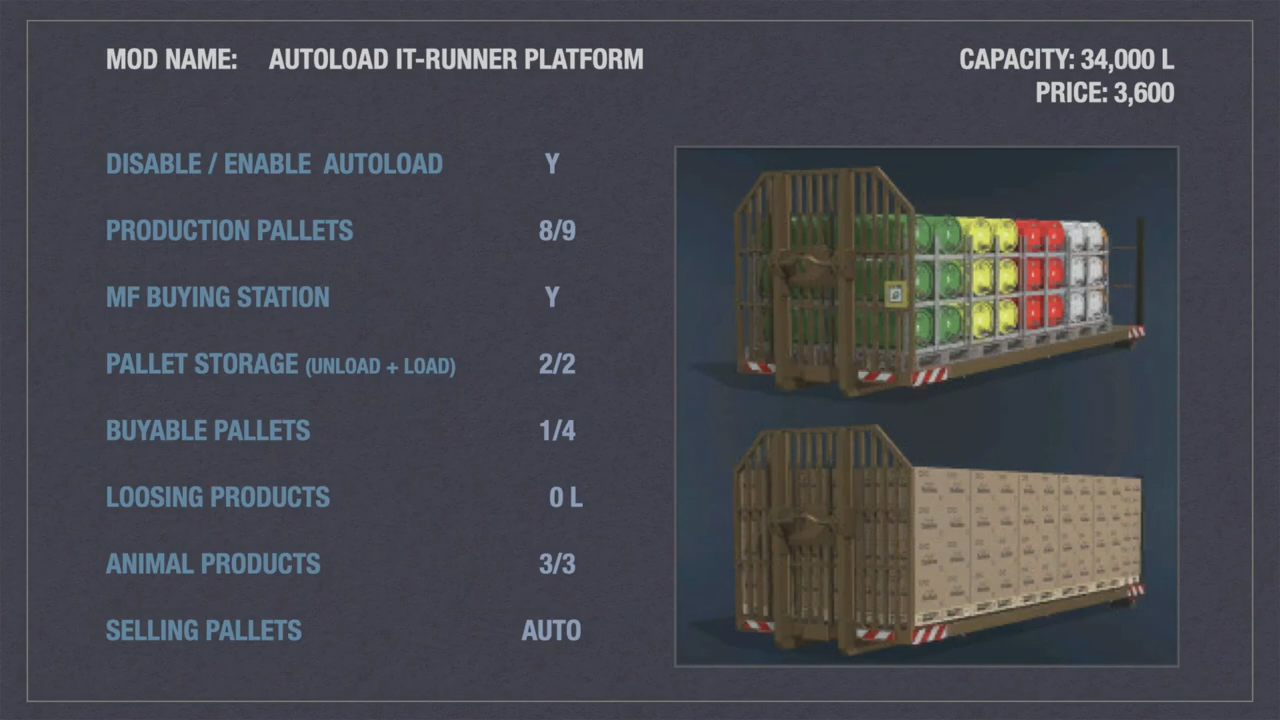 MOD NAME: AUTOLOAD IT-RUNNER PLATFORM
CAPACITY: 34,000 L
PRICE: 3,600
DISABLE / ENABLE AUTOLOAD Y
PRODUCTION PALLETS 8/9
MF BUYING STATION Y
PALLET STORAGE (UNLOAD + LOAD) 2/2
BUYABLE PALLETS 1/4
LOOSING PRODUCTS 0 L
ANIMAL PRODUCTS 3/3
SELLING PALLETS AUTO